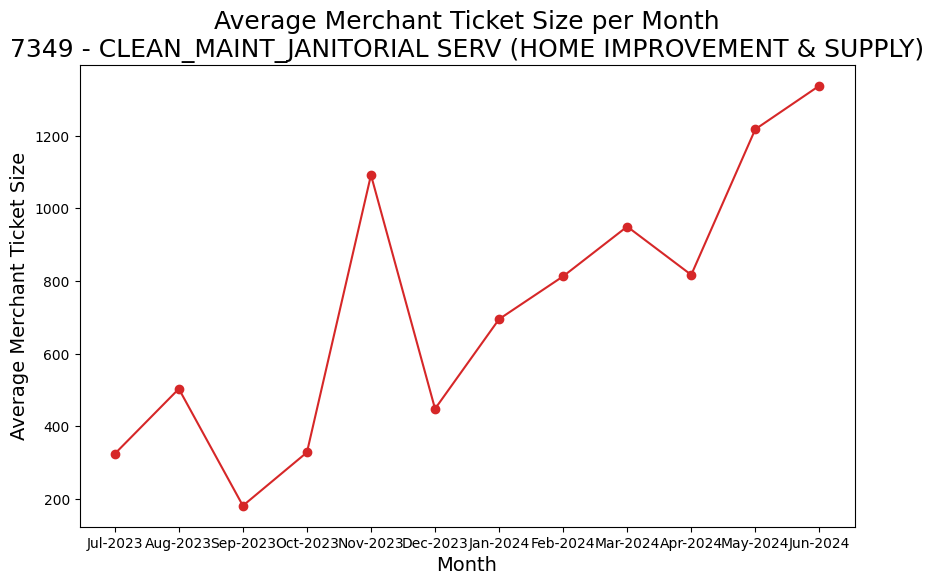 Average Merchant Ticket Size per Month
7349 - CLEAN_MAINT_JANITORIAL SERV (HOME IMPROVEMENT & SUPPLY)
Average Merchant Ticket Size
1200
1000
800
600
400
200
Jul-2023 Aug-2023 Sep-2023 Oct-2023 Nov-2023 Dec-2023 Jan-2024 Feb-2024 Mar-2024 Apr-2024 May-2024 Jun-2024
Month